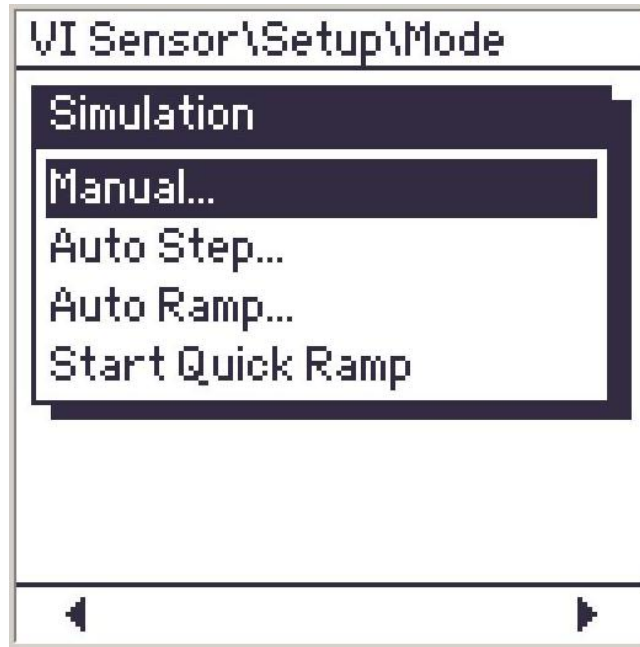 VI Sensor\Setup\Mode
Simulation
Manual...
Auto Step...
Auto Ramp...
Start Quick Ramp